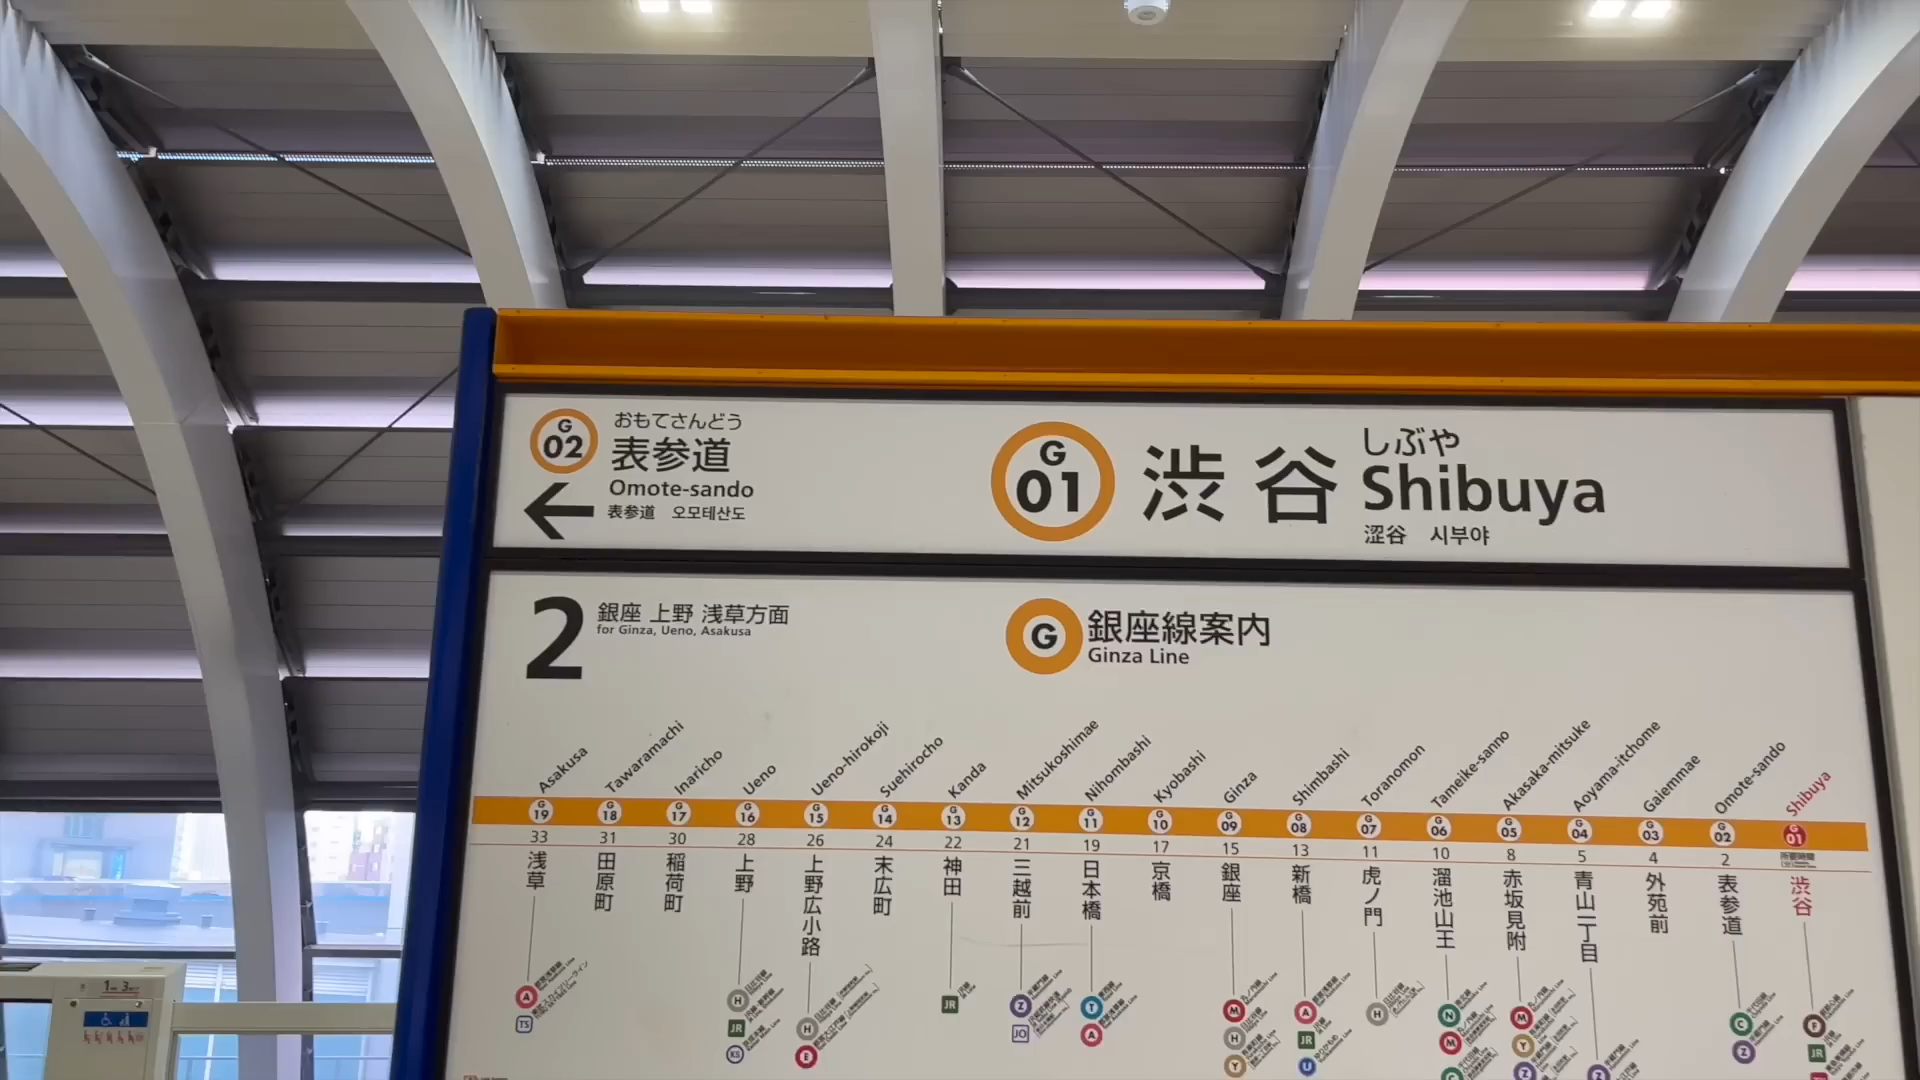 G
02
おもてさんどう
表参道
Omote-sando
表参道 오모테산도
G
01
渋谷
しぶや
Shibuya
涩谷 시부야
2
銀座 上野 浅草方面
for Ginza, Ueno, Asakusa
G
銀座線案内
Ginza Line
Asakusa Tawaramachi Inaricho Ueno Ueno-hirokoji Suehirocho Kanda Mitsukoshimae Nihombashi Kyobashi Ginza Shimbashi Toranomon Tameike-sanno Akasaka-mitsuke Aoyama-itchome Gaiemmae Omote-sando Shibuya
G G G G G G G G G G G G G G G G G G G
19 18 17 16 15 14 13 12 11 10 09 08 07 06 05 04 03 02 01
33 31 30 28 26 24 22 21 19 17 15 13 11 10 8 5 4 2
浅草 田原町 稲荷町 上野 上野広小路 末広町 神田 三越前 日本橋 京橋 銀座 新橋 虎ノ門 溜池山王 赤坂見附 青山一丁目 外苑前 表参道 渋谷
A H JR Z T M A H N M C F
TS JR H JO A H JR M Y Z JR
KS E Y U Z